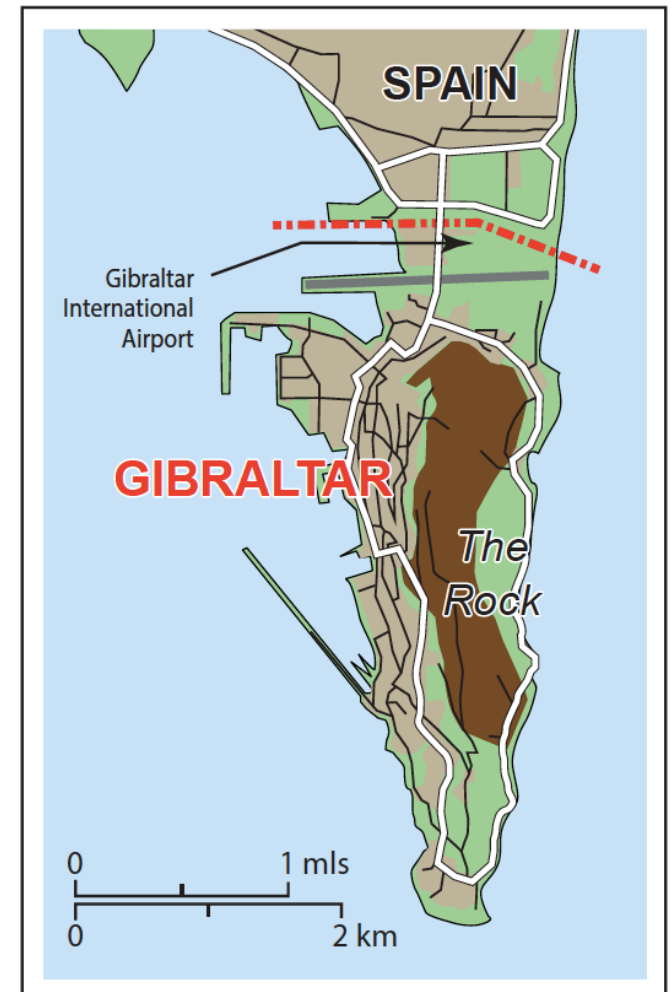 SPAIN
Gibraltar
International
Airport
GIBRALTAR
The
Rock
0 1 mls
0 2 km